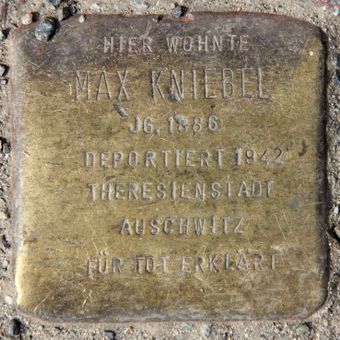 HIER WOHNTE
MAX KNIEBEL
JG. 1886
DEPORTIERT 1942
THERESIENSTADT
AUSCHWITZ
FÜR TOT ERKLÄRT